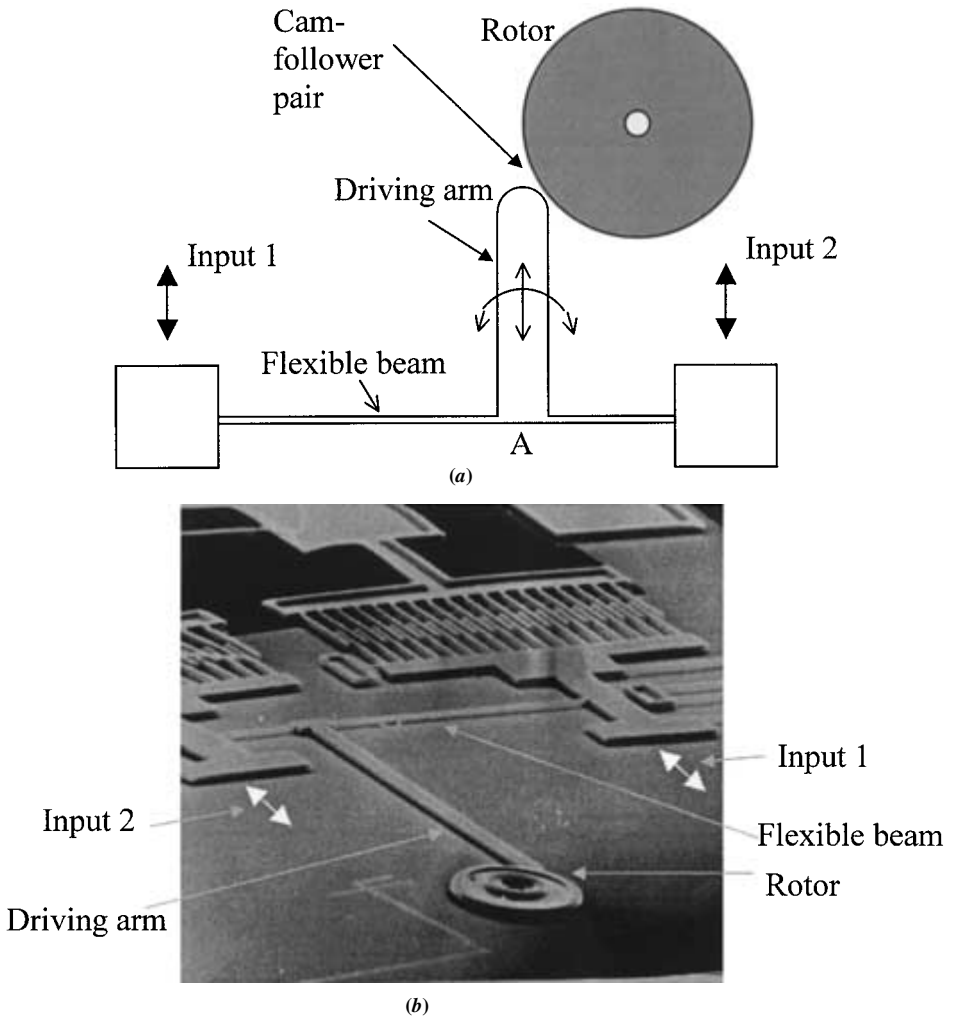 Cam-
follower
pair
Rotor
Driving arm
Input 1
Input 2
Flexible beam
A
(a)
Input 1
Input 2
Flexible beam
Rotor
Driving arm
(b)